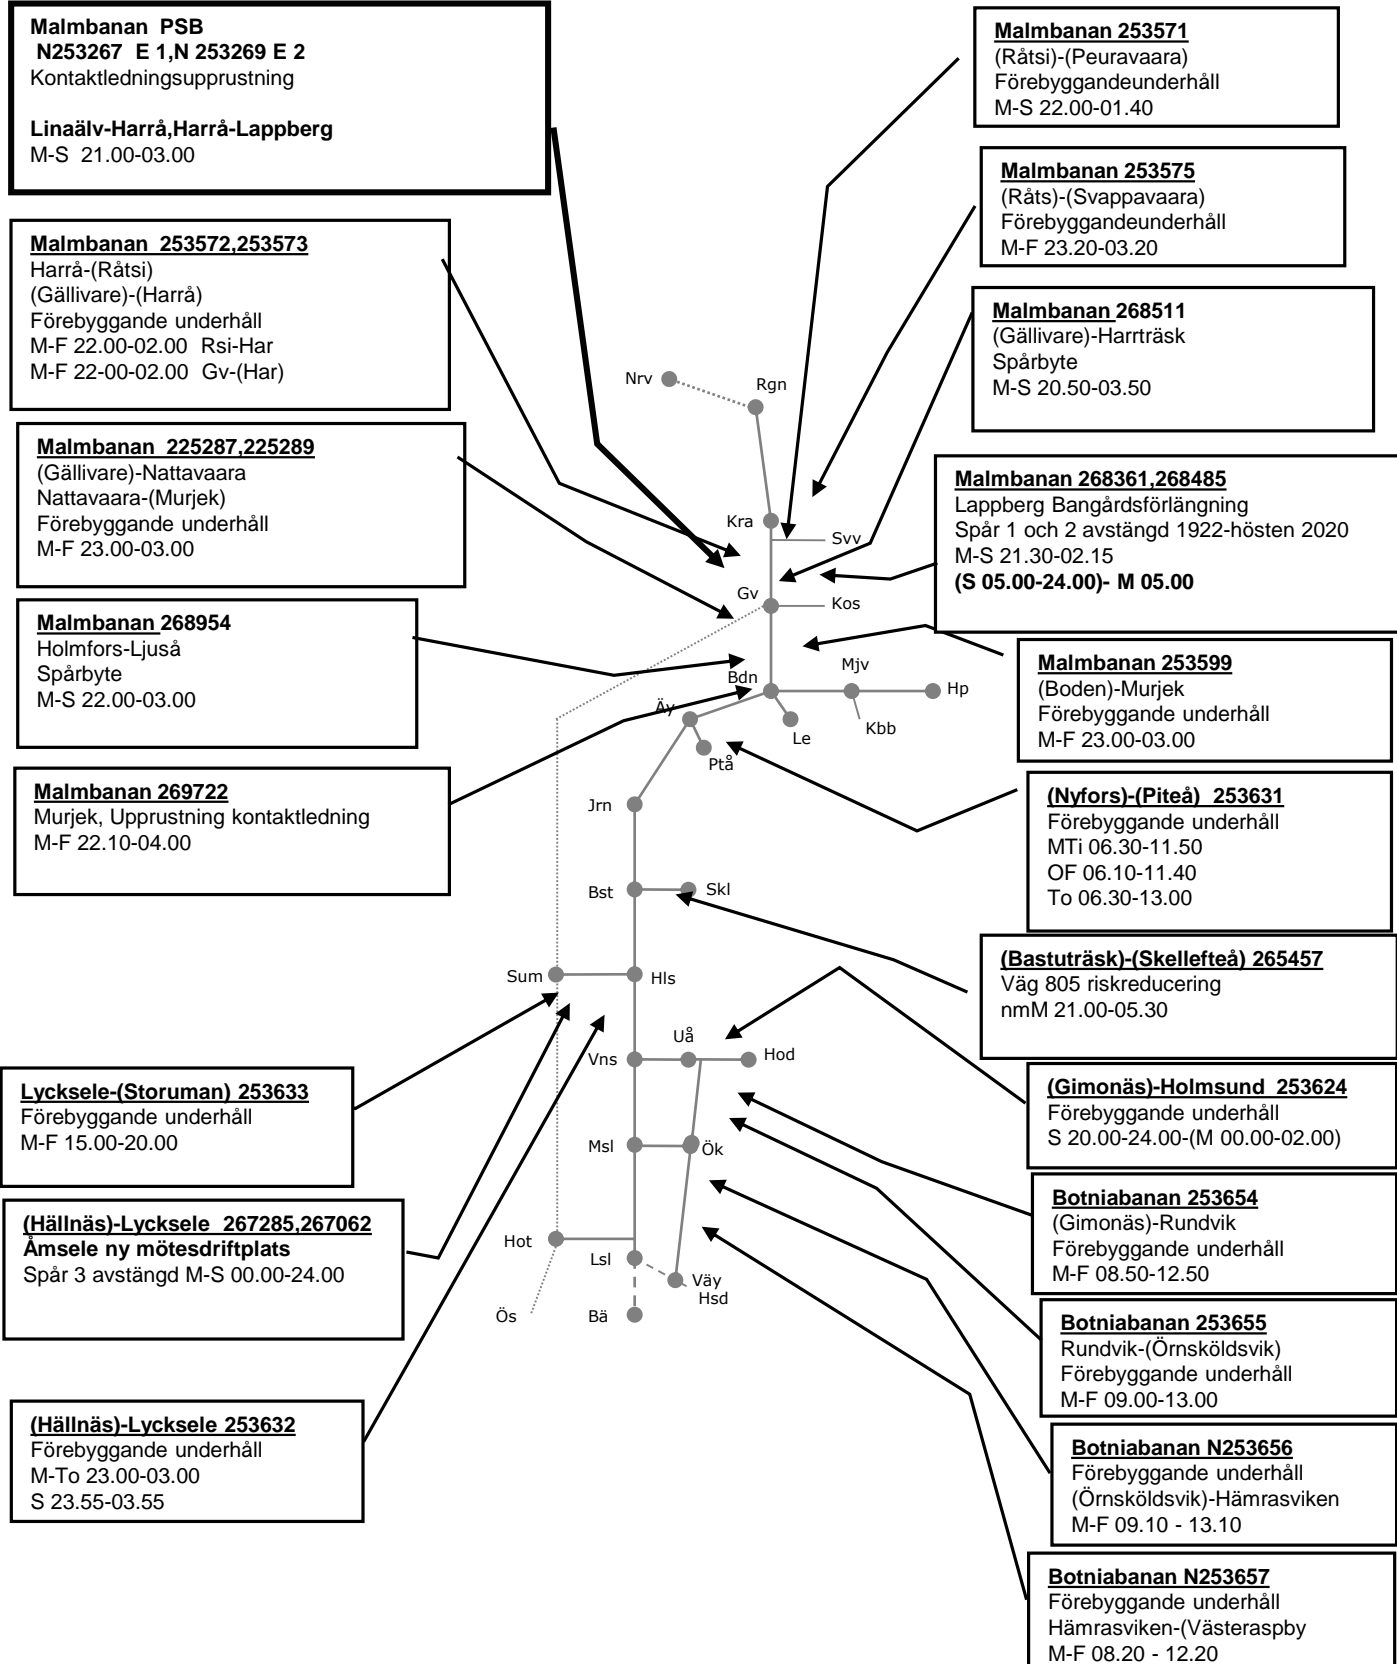 Malmbanan  PSB
N253267  E 1,N 253269 E 2
Kontaktledningsupprustning
Linaälv-Harrå,Harrå-Lappberg
M-S  21.00-03.00
Malmbanan  253572,253573
Harrå-(Råtsi)
(Gällivare)-(Harrå)
Förebyggande underhåll
M-F 22.00-02.00  Rsi-Har
M-F 22-00-02.00  Gv-(Har)
Malmbanan  225287,225289
(Gällivare)-Nattavaara
Nattavaara-(Murjek)
Förebyggande underhåll
M-F 23.00-03.00
Malmbanan 268954
Holmfors-Ljuså
Spårbyte
M-S 22.00-03.00
Malmbanan 269722
Murjek, Upprustning kontaktledning
M-F 22.10-04.00
Lycksele-(Storuman) 253633
Förebyggande underhåll
M-F 15.00-20.00
(Hällnäs)-Lycksele  267285,267062
Åmsele ny mötesdriftplats
Spår 3 avstängd M-S 00.00-24.00
(Hällnäs)-Lycksele 253632
Förebyggande underhåll
M-To 23.00-03.00
S 23.55-03.55
Nrv
Rgn
Kra
Svv
Gv
Kos
Bdn
Mjv
Hp
Äy
Le
Kbb
Ptå
Jrn
Bst
Skl
Sum
Hls
Uå
Vns
Hod
Msl
Ök
Hot
Lsl
Väy
Hsd
Ös
Bä
Malmbanan 253571
(Råtsi)-(Peuravaara)
Förebyggandeunderhåll
M-S 22.00-01.40
Malmbanan 253575
(Råts)-(Svappavaara)
Förebyggandeunderhåll
M-F 23.20-03.20
Malmbanan 268511
(Gällivare)-Harrträsk
Spårbyte
M-S 20.50-03.50
Malmbanan 268361,268485
Lappberg Bangårdsförlängning
Spår 1 och 2 avstängd 1922-hösten 2020
M-S 21.30-02.15
(S 05.00-24.00)- M 05.00
Malmbanan 253599
(Boden)-Murjek
Förebyggande underhåll
M-F 23.00-03.00
(Nyfors)-(Piteå)  253631
Förebyggande underhåll
MTi 06.30-11.50
OF 06.10-11.40
To 06.30-13.00
(Bastuträsk)-(Skellefteå) 265457
Väg 805 riskreducering
nmM 21.00-05.30
(Gimonäs)-Holmsund  253624
Förebyggande underhåll
S 20.00-24.00-(M 00.00-02.00)
Botniabanan 253654
(Gimonäs)-Rundvik
Förebyggande underhåll
M-F 08.50-12.50
Botniabanan 253655
Rundvik-(Örnsköldsvik)
Förebyggande underhåll
M-F 09.00-13.00
Botniabanan N253656
Förebyggande underhåll
(Örnsköldsvik)-Hämrasviken
M-F 09.10 - 13.10
Botniabanan N253657
Förebyggande underhåll
Hämrasviken-(Västeraspby
M-F 08.20 - 12.20